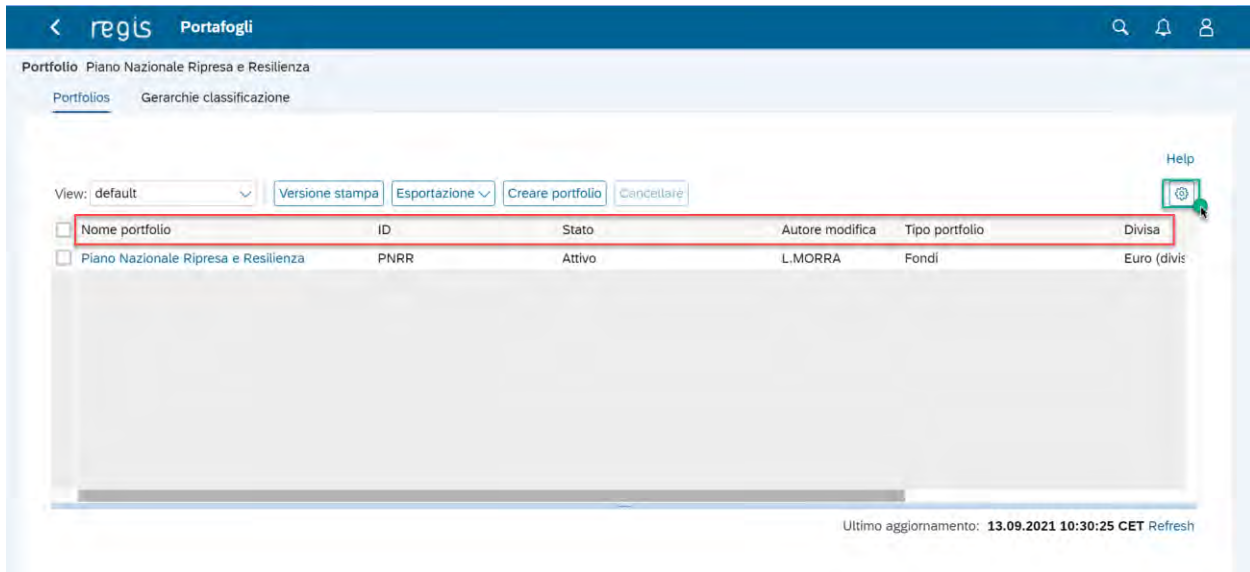 regis Portafogli
Portfolio Piano Nazionale Ripresa e Resilienza
Portfolios Gerarchie classificazione
Help
View: default Versione stampa Esportazione Creare portfolio Cancellare
Nome portfolio ID Stato Autore modifica Tipo portfolio Divisa
Piano Nazionale Ripresa e Resilienza PNRR Attivo L.MORRA Fondi Euro (divis
Ultimo aggiornamento: 13.09.2021 10:30:25 CET Refresh